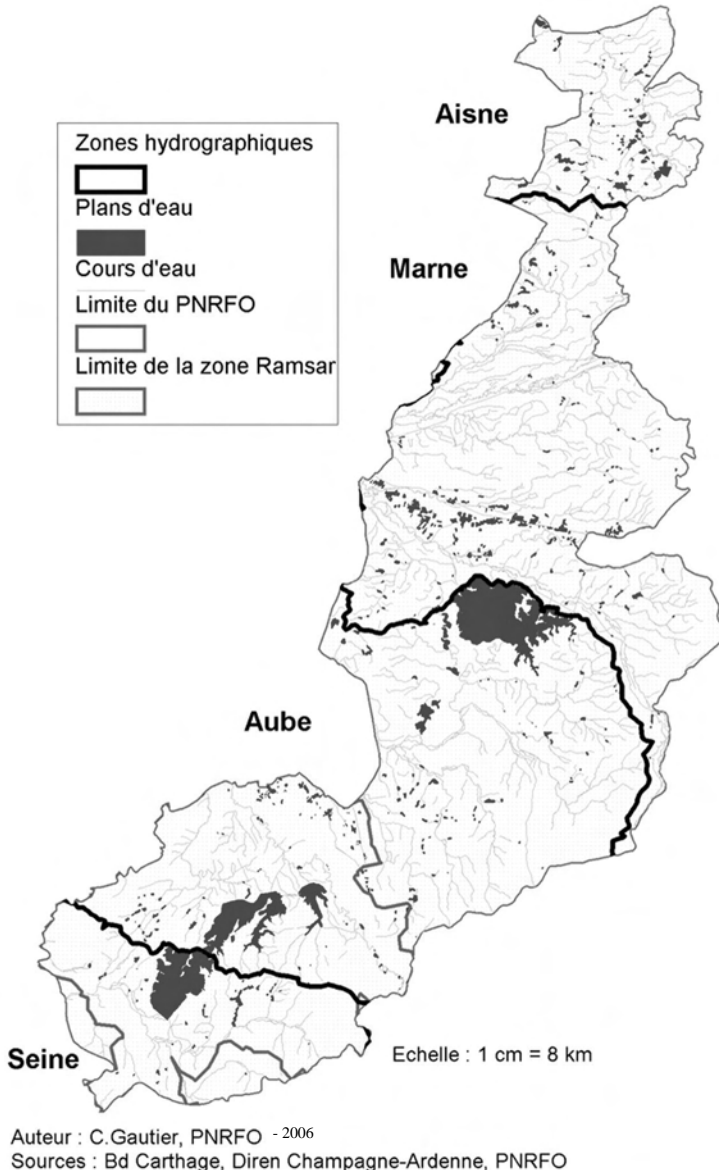 Aisne
Zones hydrographiques
Plans d'eau
Cours d'eau
Marne
Limite du PNRFO
Limite de la zone Ramsar
Aube
Seine
Echelle : 1 cm = 8 km
Auteur : C.Gautier, PNRFO - 2006
Sources : Bd Carthage, Diren Champagne-Ardenne, PNRFO